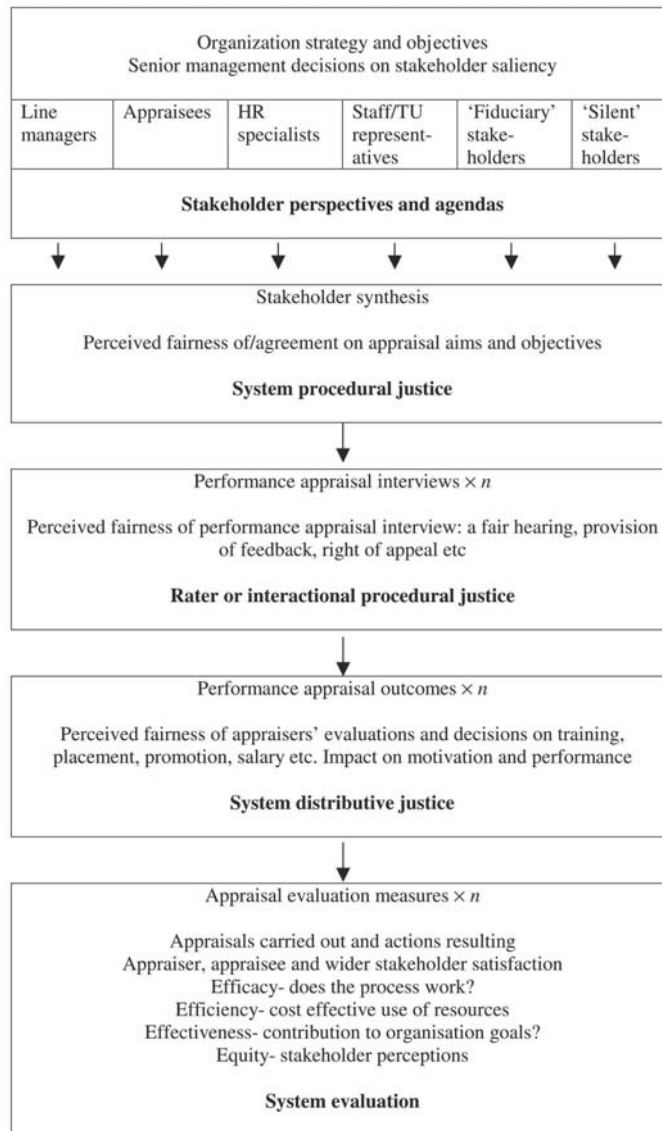 Organization strategy and objectives
Senior management decisions on stakeholder saliency
Line managers
Appraisees
HR specialists
Staff/TU represent-atives
‘Fiduciary’ stake-holders
‘Silent’ stake-holders
Stakeholder perspectives and agendas
Stakeholder synthesis
Perceived fairness of/agreement on appraisal aims and objectives
System procedural justice
Performance appraisal interviews × n
Perceived fairness of performance appraisal interview: a fair hearing, provision
of feedback, right of appeal etc
Rater or interactional procedural justice
Performance appraisal outcomes × n
Perceived fairness of appraisers’ evaluations and decisions on training,
placement, promotion, salary etc. Impact on motivation and performance
System distributive justice
Appraisal evaluation measures × n
Appraisals carried out and actions resulting
Appraiser, appraisee and wider stakeholder satisfaction
Efficacy- does the process work?
Efficiency- cost effective use of resources
Effectiveness- contribution to organisation goals?
Equity- stakeholder perceptions
System evaluation